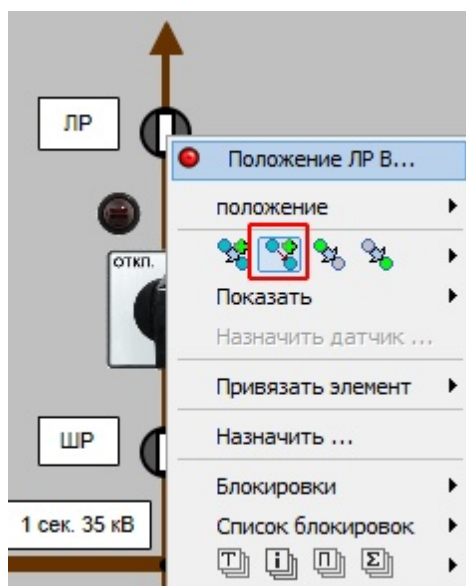 ЛР
Положение ЛР В...
положение
откл.
Показать
Назначить датчик ...
Привязать элемент
ШР
Назначить ...
Блокировки
1 сек. 35 кВ
Список блокировок
Т i П Σ